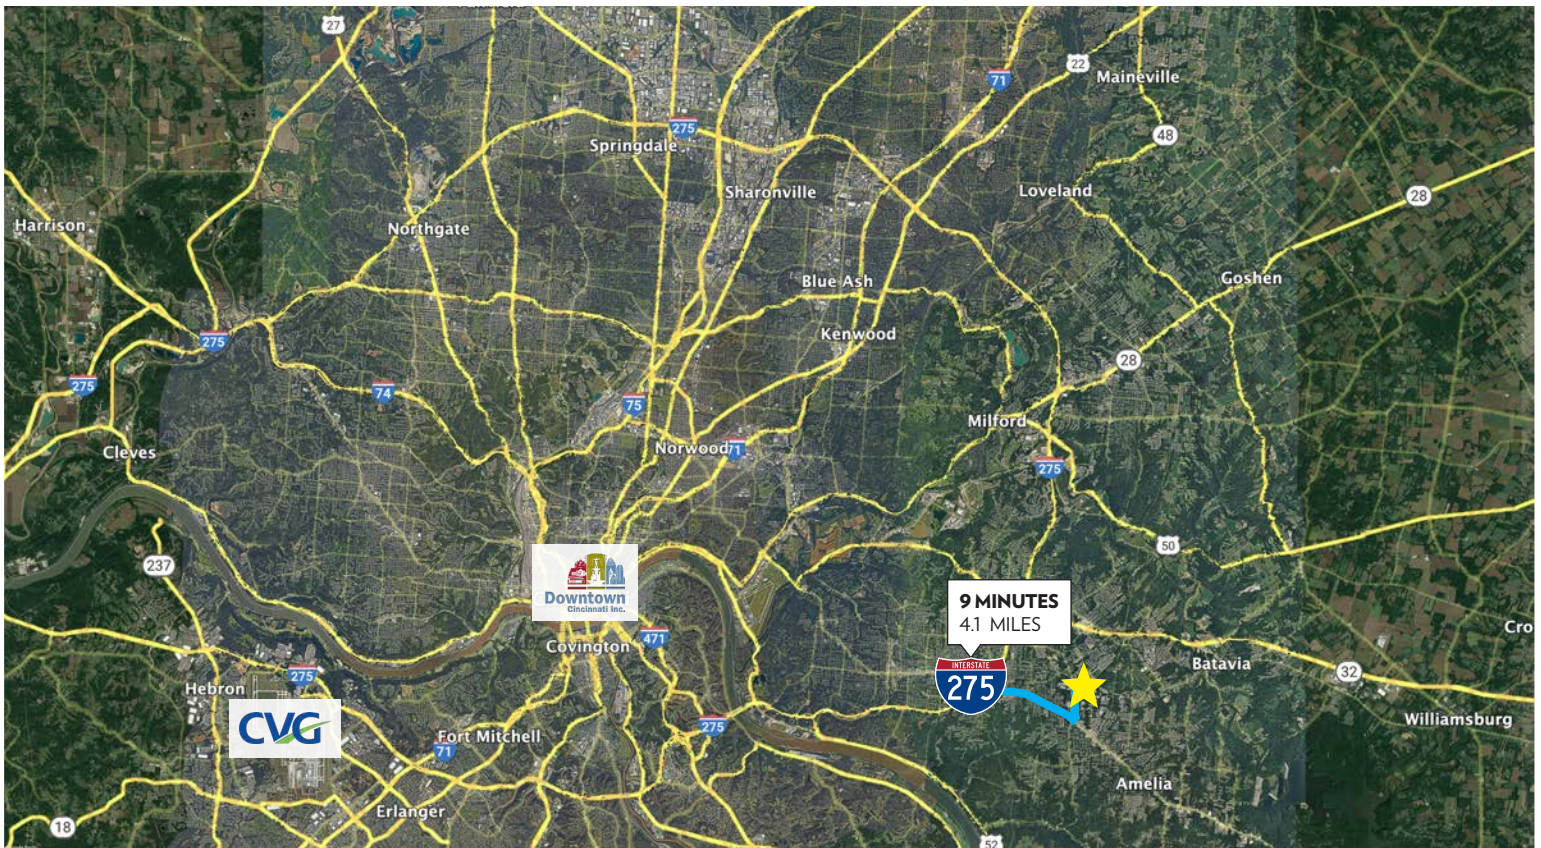 27
71
22
Maineville
275
48
Springdale
Sharonville
Loveland
28
Harrison
Northgate
Goshen
Blue Ash
Kenwood
275
28
275
74
75
Milford
Norwood
71
Cleves
275
50
237
Downtown
Cincinnati Inc.
9 MINUTES
4.1 MILES
Cro
471
Covington
Batavia
INTERSTATE
275
32
275
Hebron
CVG
Williamsburg
275
Fort Mitchell
71
Amelia
Erlanger
18
52